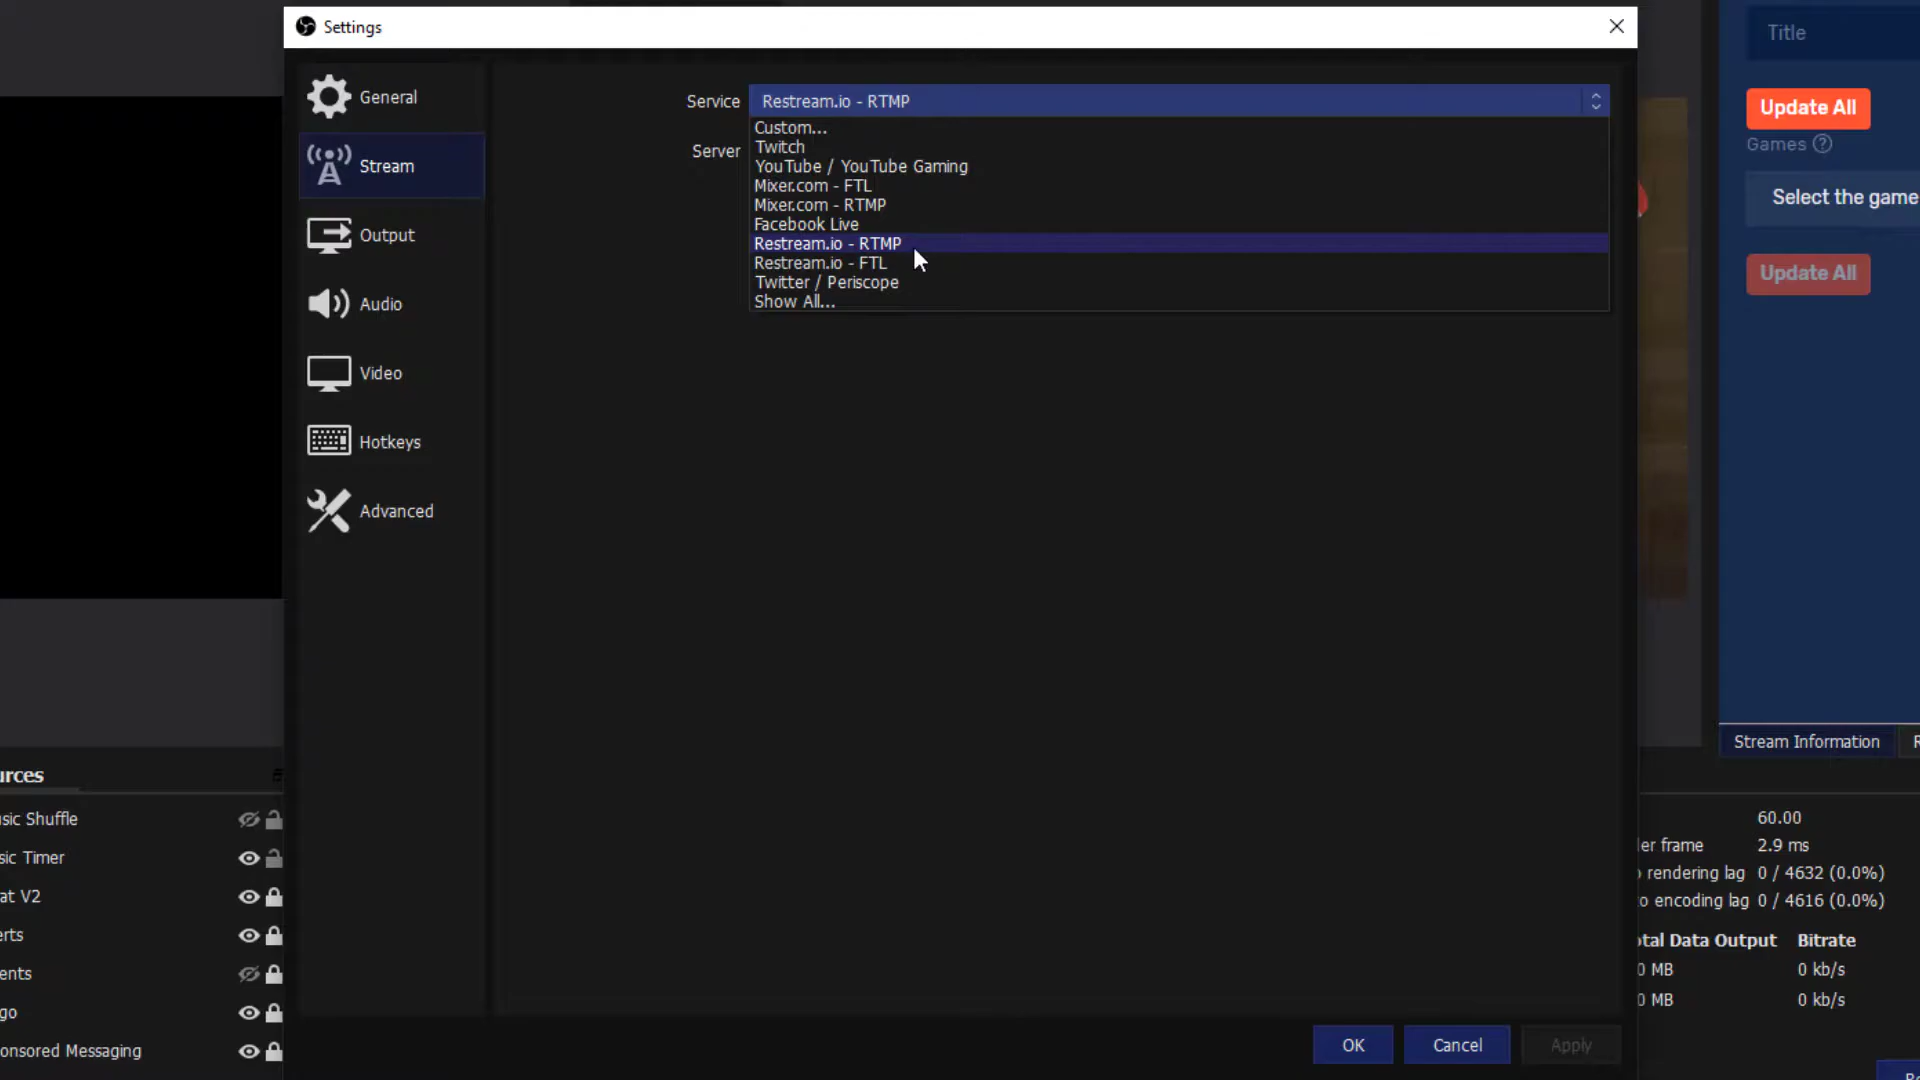 Settings
General
Stream
Output
Audio
Video
Hotkeys
Advanced
Service
Restream.io - RTMP
Server
Custom...
Twitch
YouTube / YouTube Gaming
Mixer.com - FTL
Mixer.com - RTMP
Facebook Live
Restream.io - RTMP
Restream.io - FTL
Twitter / Periscope
Show All...
OK
Cancel
Apply
Title
Update All
Games
Select the game
Update All
Stream Information
urces
sic Shuffle
sic Timer
at V2
erts
ents
go
onsored Messaging
60.00
er frame 2.9 ms
rendering lag 0 / 4632 (0.0%)
o encoding lag 0 / 4616 (0.0%)
otal Data Output Bitrate
0 MB 0 kb/s
0 MB 0 kb/s